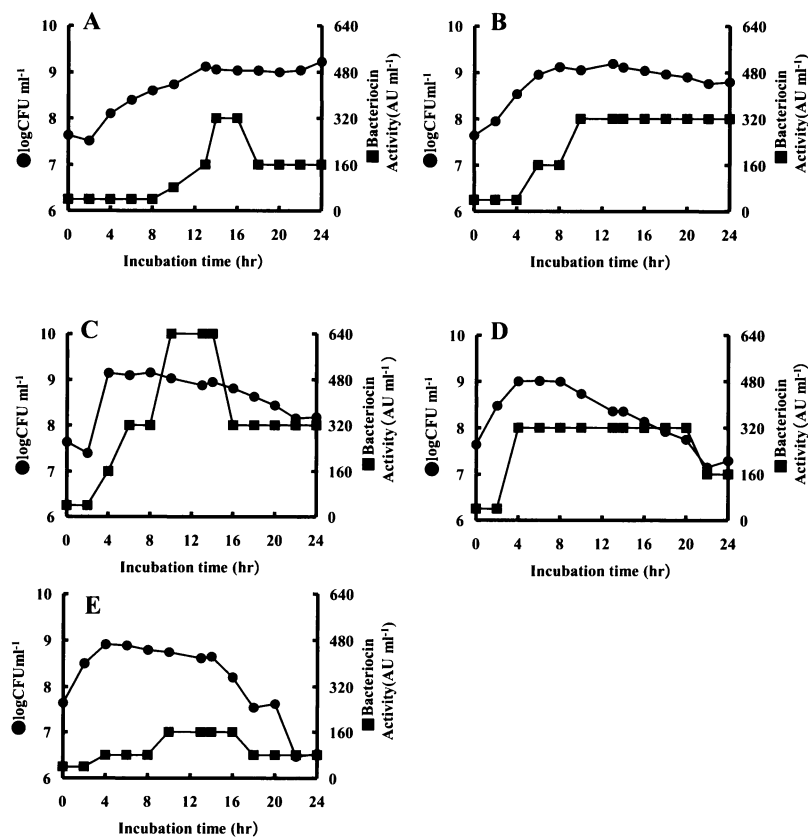 A
●logCFU ml⁻¹
10
9
8
7
6
0 4 8 12 16 20 24
640
480
320
160
0
■Bacteriocin
Activity(AU ml⁻¹)
Incubation time (hr)
B
●logCFUml⁻¹
10
9
8
7
6
0 4 8 12 16 20 24
640
480
320
160
0
■Bacteriocin
Activity(AU ml⁻¹)
Incubation time (hr)
C
●logCFU ml⁻¹
10
9
8
7
6
0 4 8 12 16 20 24
640
480
320
160
0
■Bacteriocin
Activity(AU ml⁻¹)
Incubation time (hr)
D
●logCFU ml⁻¹
10
9
8
7
6
0 4 8 12 16 20 24
640
480
320
160
0
■Bacteriocin
Activity(AU ml⁻¹)
Incubation time (hr)
E
●logCFUml⁻¹
10
9
8
7
6
0 4 8 12 16 20 24
640
480
320
160
0
■Bacteriocin
Activity(AU ml⁻¹)
Incubation time (hr)